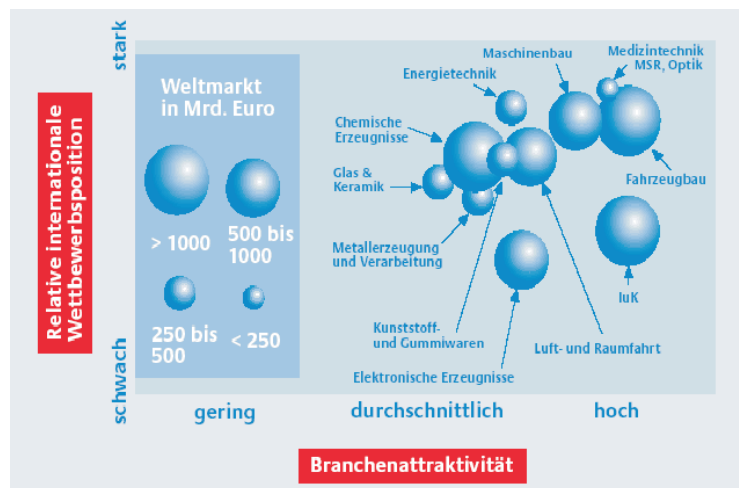 stark
Relative internationale
Wettbewerbsposition
schwach
Weltmarkt
in Mrd. Euro
> 1000
500 bis
1000
250 bis
500
< 250
Maschinenbau
Medizintechnik
MSR, Optik
Energietechnik
Chemische
Erzeugnisse
Glas &
Keramik
Fahrzeugbau
Metallerzeugung
und Verarbeitung
IuK
Kunststoff-
und Gummiwaren
Luft- und Raumfahrt
Elektronische Erzeugnisse
gering
durchschnittlich
hoch
Branchenattraktivität